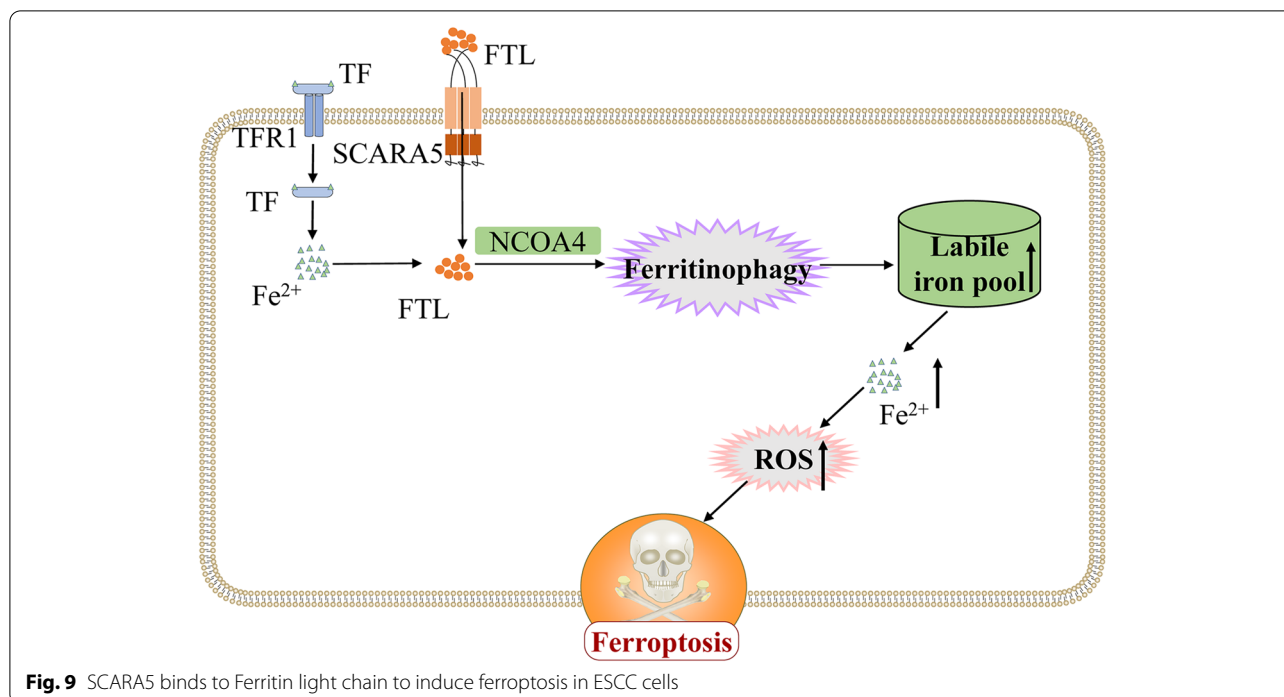 FTL
TF
TFR1
SCARA5
TF
NCOA4
Ferritinophagy
Labile
iron pool
Fe²⁺
FTL
Fe²⁺
ROS
Ferroptosis
Fig. 9 SCARA5 binds to Ferritin light chain to induce ferroptosis in ESCC cells